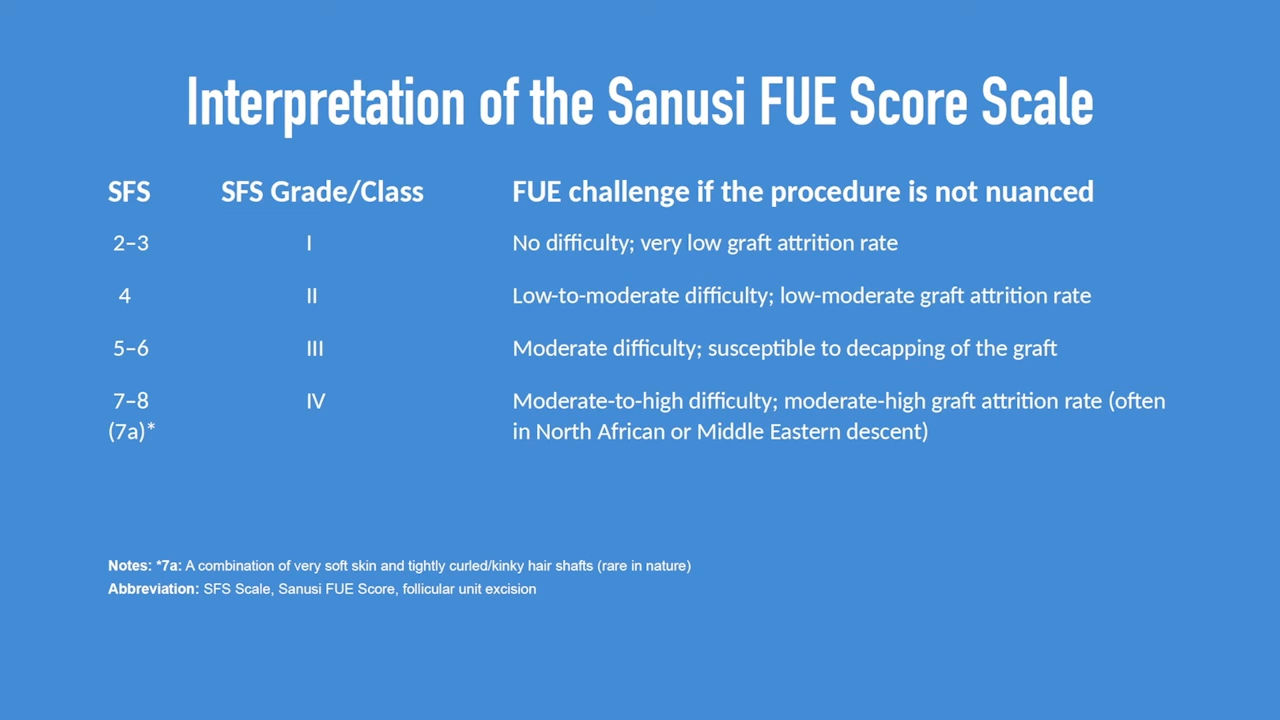 Interpretation of the Sanusi FUE Score Scale
SFS SFS Grade/Class FUE challenge if the procedure is not nuanced
2–3 I No difficulty; very low graft attrition rate
4 II Low-to-moderate difficulty; low-moderate graft attrition rate
5–6 III Moderate difficulty; susceptible to decapping of the graft
7–8 IV Moderate-to-high difficulty; moderate-high graft attrition rate (often
(7a)* in North African or Middle Eastern descent)
Notes: *7a: A combination of very soft skin and tightly curled/kinky hair shafts (rare in nature)
Abbreviation: SFS Scale, Sanusi FUE Score, follicular unit excision